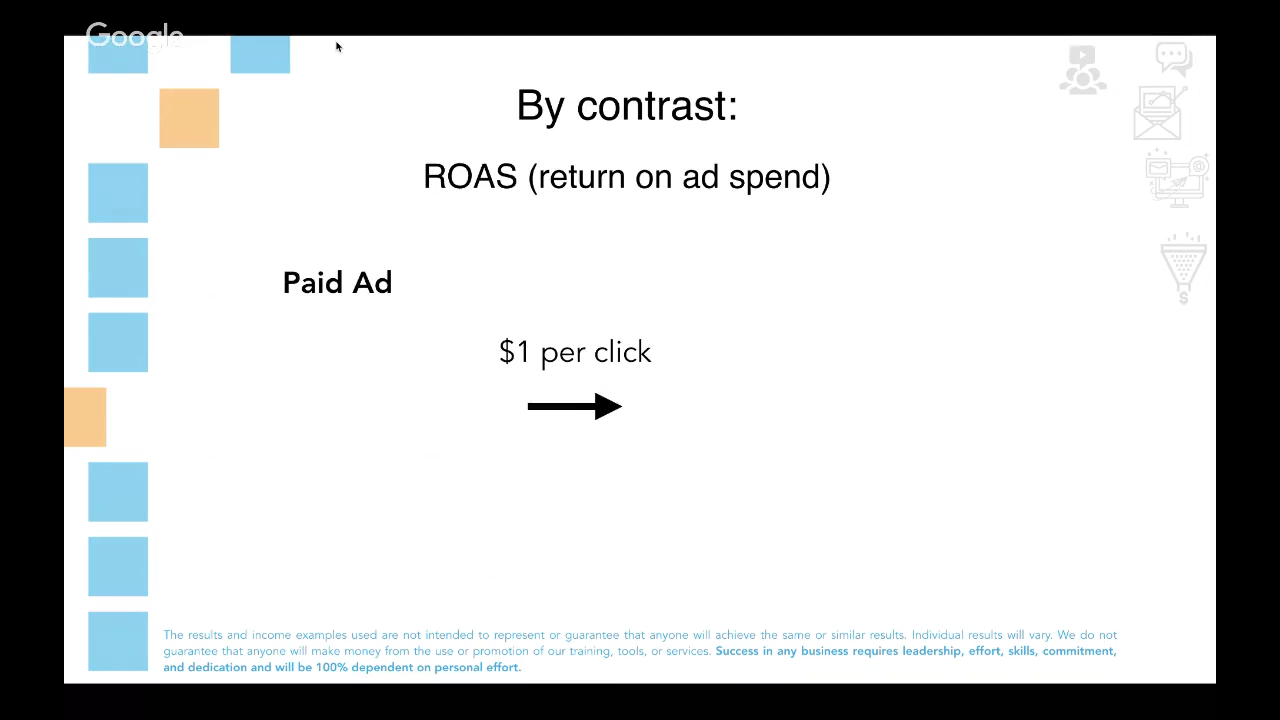 Google
By contrast:
ROAS (return on ad spend)
Paid Ad
$1 per click
The results and income examples used are not intended to represent or guarantee that anyone will achieve the same or similar results. Individual results will vary. We do not
guarantee that anyone will make money from the use or promotion of our training, tools, or services. Success in any business requires leadership, effort, skills, commitment,
and dedication and will be 100% dependent on personal effort.